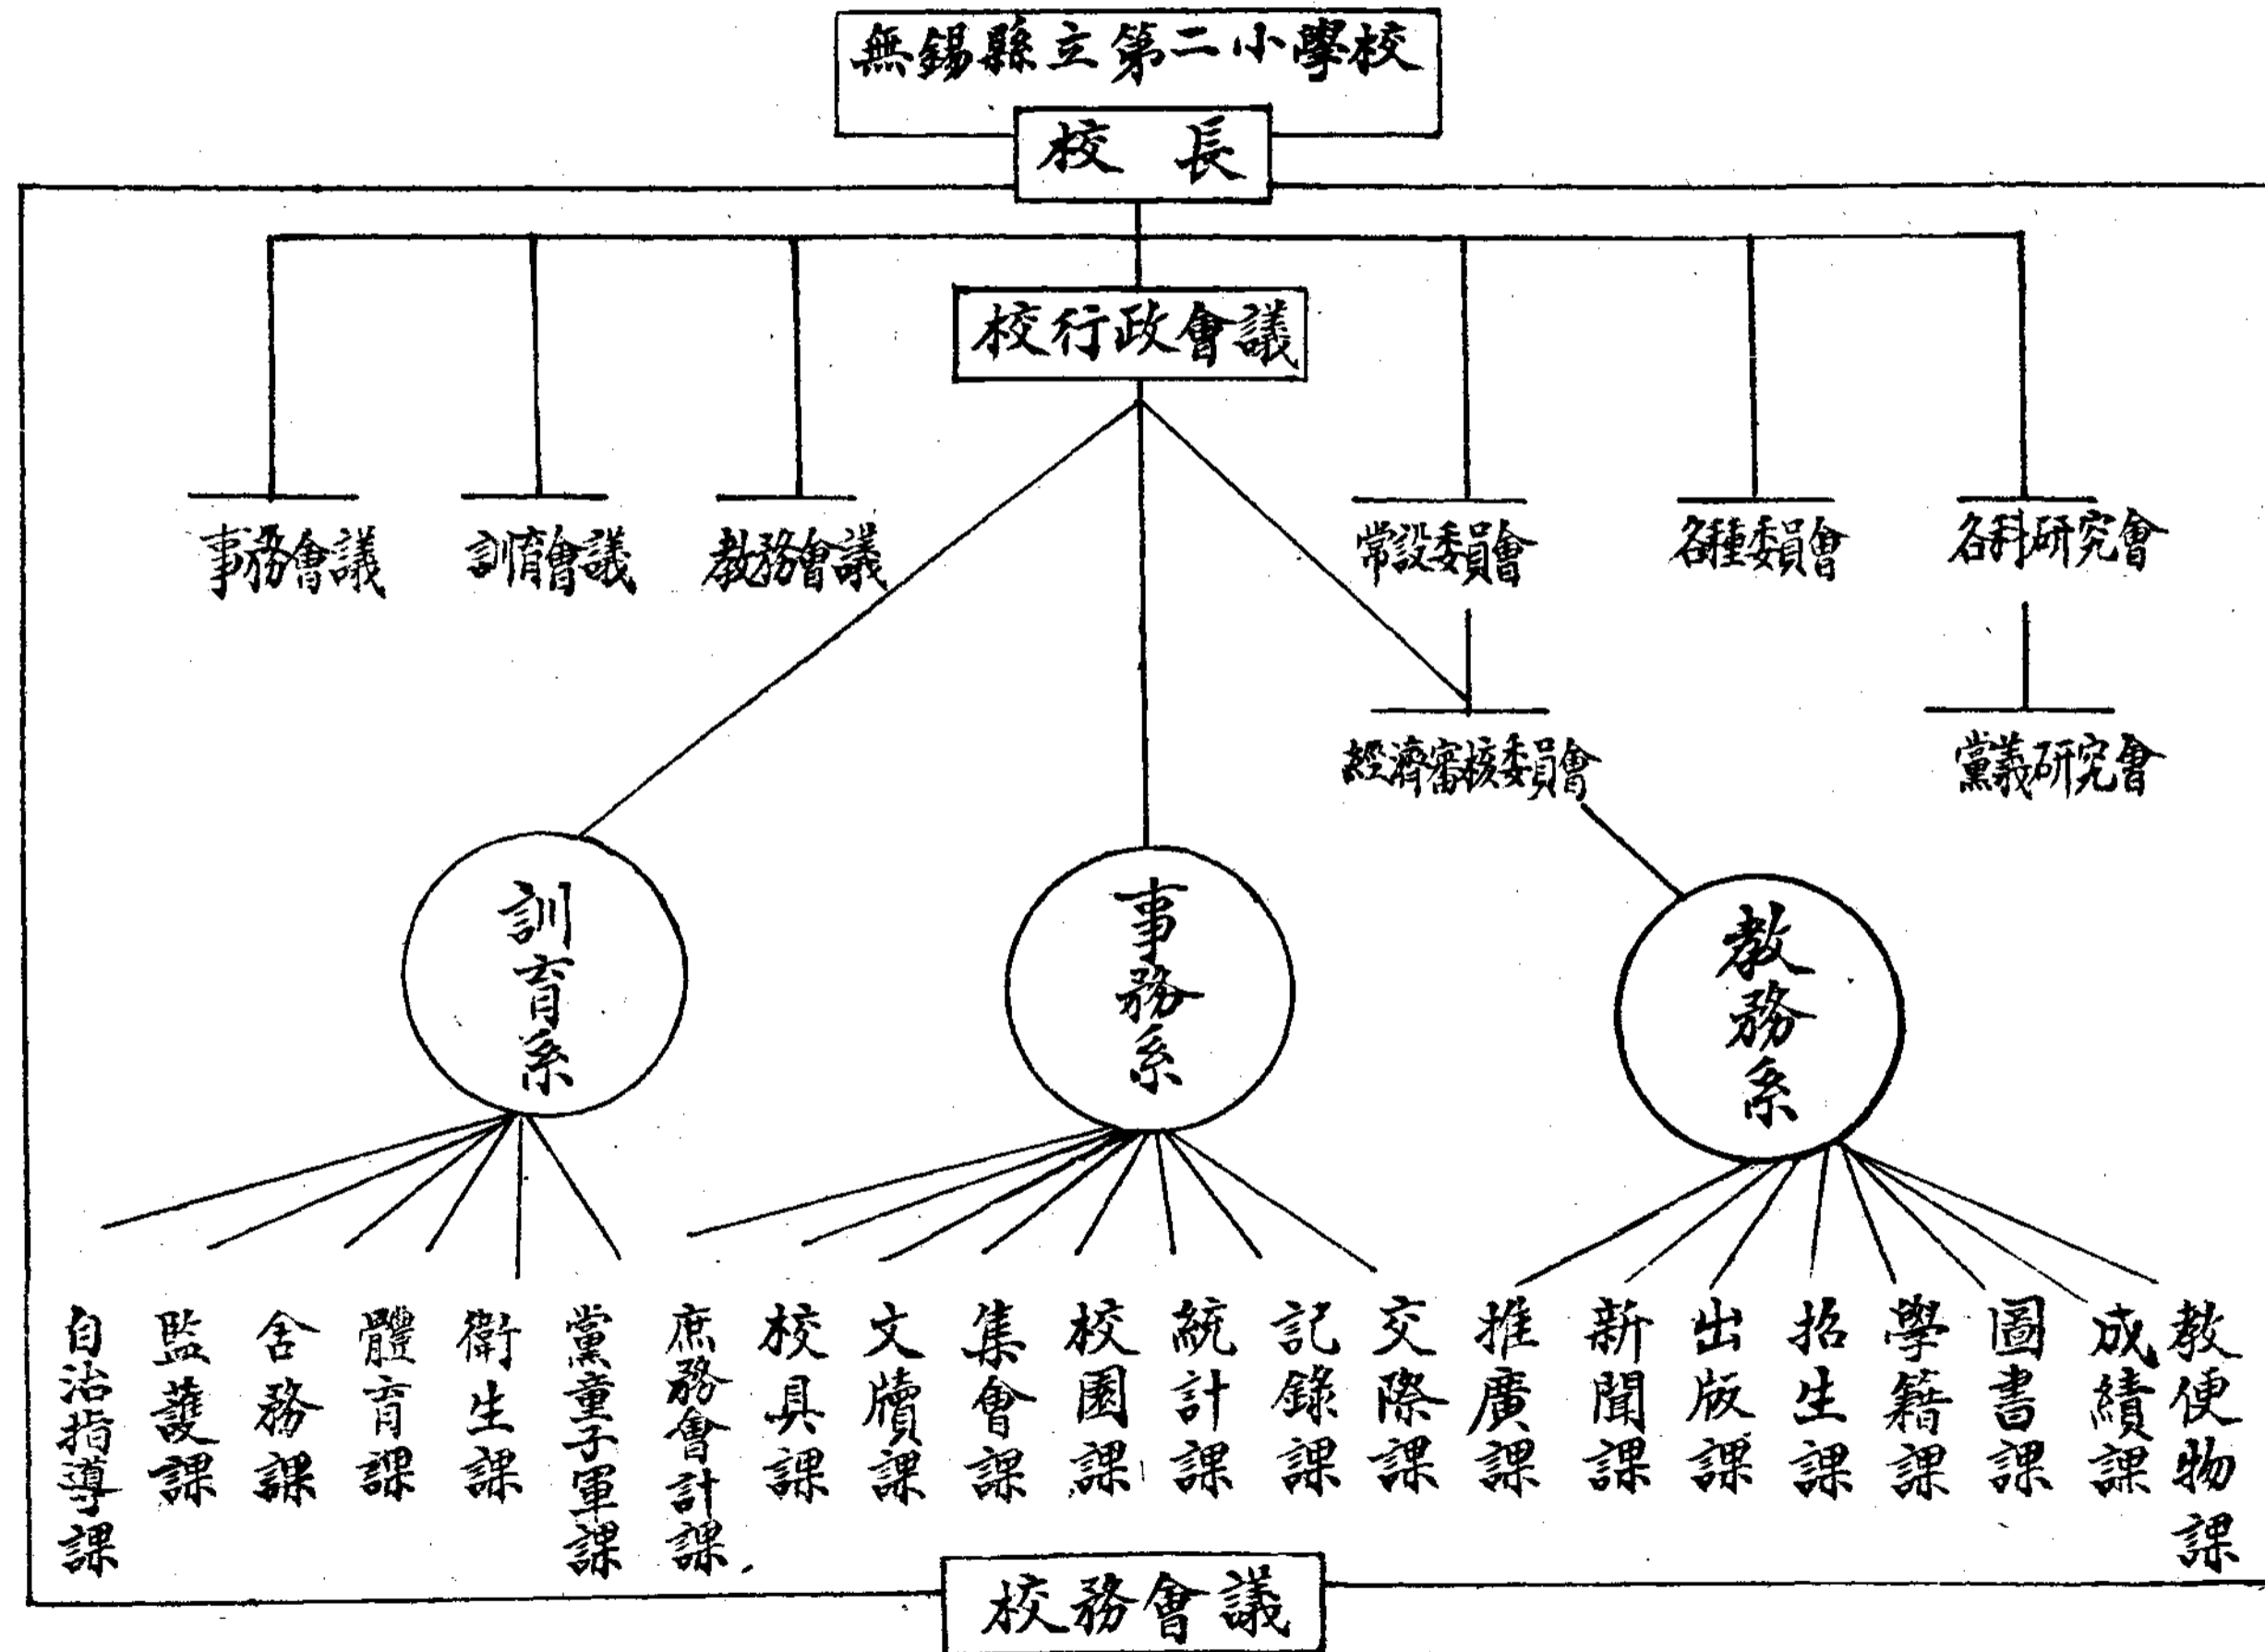 無錫縣立第二小學校
校長
校行政會議
事務會議
訓育會議
教務會議
常設委員會
各種委員會
各科研究會
經濟審核委員會
黨義研究會
訓育系
事務系
教務系
自治指導課
監護課
舍務課
體育課
衛生課
黨童子軍課
庶務會計課
校具課
文牘課
集會課
校園課
統計課
記錄課
交際課
推廣課
新聞課
出版課
招生課
學籍課
圖書課
成績課
教便物課
校務會議